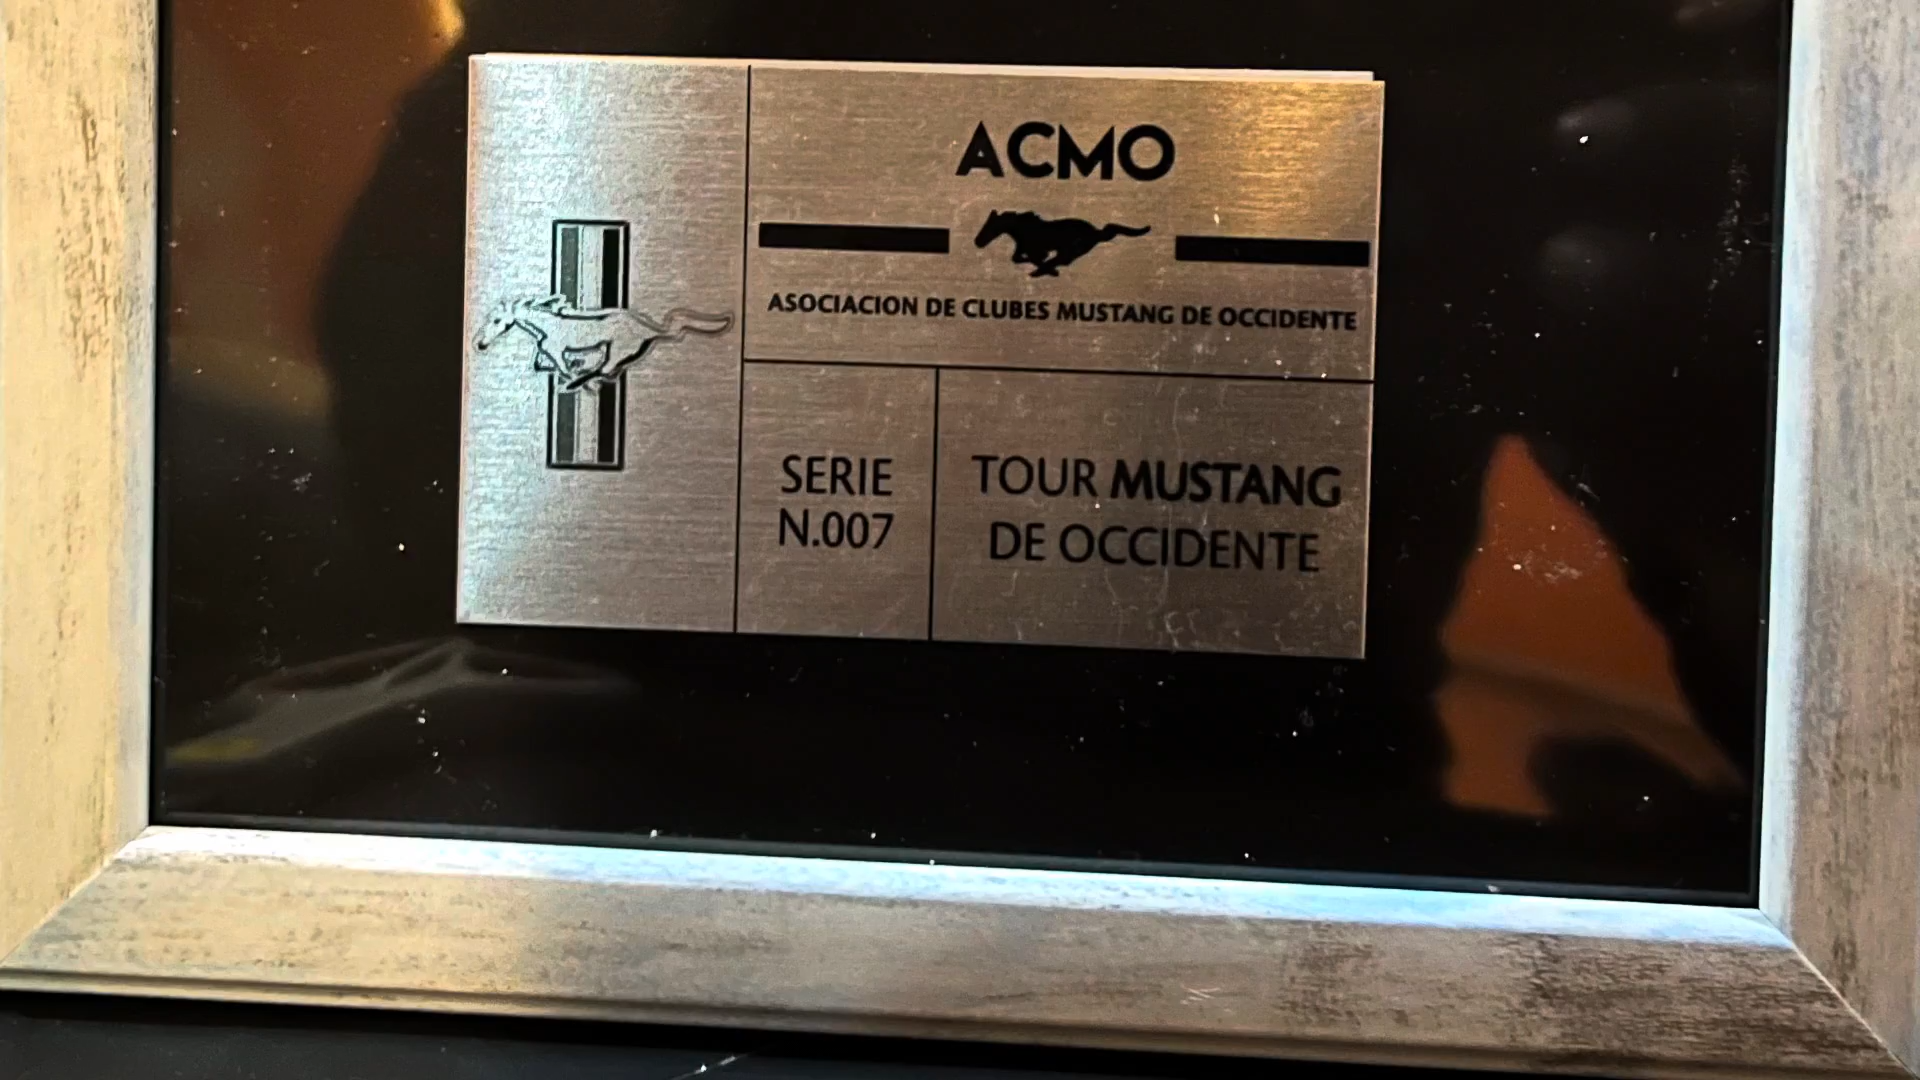 ACMO
ASOCIACION DE CLUBES MUSTANG DE OCCIDENTE
SERIE
N.007
TOUR MUSTANG
DE OCCIDENTE